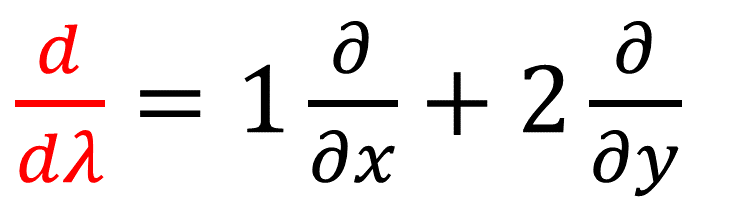 d/dλ = 1 ∂/∂x + 2 ∂/∂y